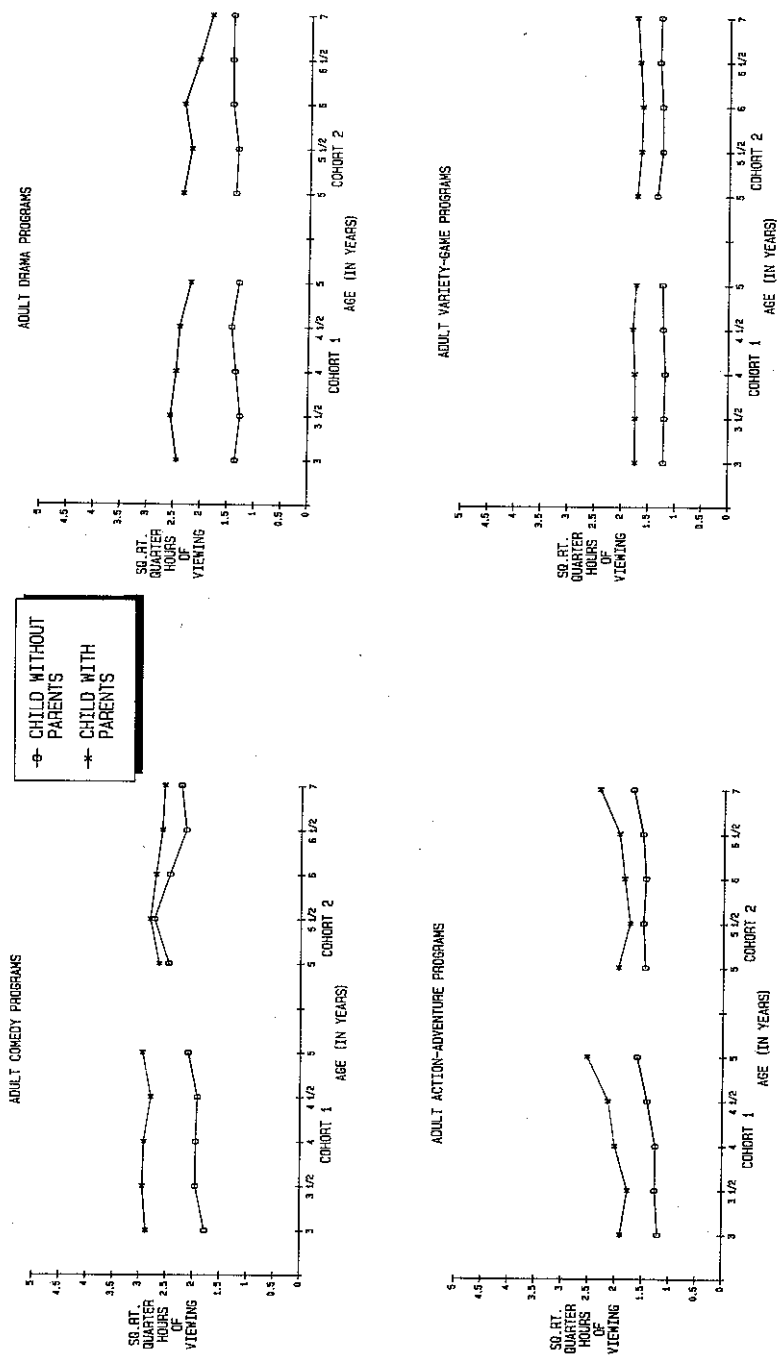 CHILD WITHOUT
PARENTS
CHILD WITH
PARENTS
ADULT COMEDY PROGRAMS
SQ.RT.
QUARTER
HOURS
OF
VIEWING
5
4.5
4
3.5
3
2.5
2
1.5
1
.5
0
3 3 1/2 4 4 1/2 5 5 5 1/2 6 6 1/2 7
COHORT 1 COHORT 2
AGE (IN YEARS)
ADULT DRAMA PROGRAMS
SQ.RT.
QUARTER
HOURS
OF
VIEWING
5
4.5
4
3.5
3
2.5
2
1.5
1
.5
0
3 3 1/2 4 4 1/2 5 5 5 1/2 6 6 1/2 7
COHORT 1 COHORT 2
AGE (IN YEARS)
ADULT ACTION-ADVENTURE PROGRAMS
SQ.RT.
QUARTER
HOURS
OF
VIEWING
5
4.5
4
3.5
3
2.5
2
1.5
1
.5
0
3 3 1/2 4 4 1/2 5 5 5 1/2 6 6 1/2 7
COHORT 1 COHORT 2
AGE (IN YEARS)
ADULT VARIETY-GAME PROGRAMS
SQ.RT.
QUARTER
HOURS
OF
VIEWING
5
4.5
4
3.5
3
2.5
2
1.5
1
.5
0
3 3 1/2 4 4 1/2 5 5 5 1/2 6 6 1/2 7
COHORT 1 COHORT 2
AGE (IN YEARS)